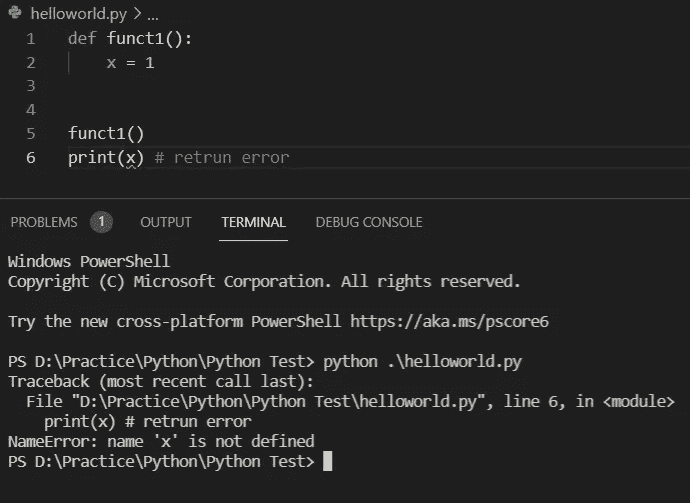 helloworld.py > ...
1 def funct1():
2     x = 1
3
4
5 funct1()
6 print(x) # retrun error
PROBLEMS 1 OUTPUT TERMINAL DEBUG CONSOLE
Windows PowerShell
Copyright (C) Microsoft Corporation. All rights reserved.
Try the new cross-platform PowerShell https://aka.ms/pscore6
PS D:\Practice\Python\Python Test> python .\helloworld.py
Traceback (most recent call last):
  File "D:\Practice\Python\Python Test\helloworld.py", line 6, in <module>
    print(x) # retrun error
NameError: name 'x' is not defined
PS D:\Practice\Python\Python Test>